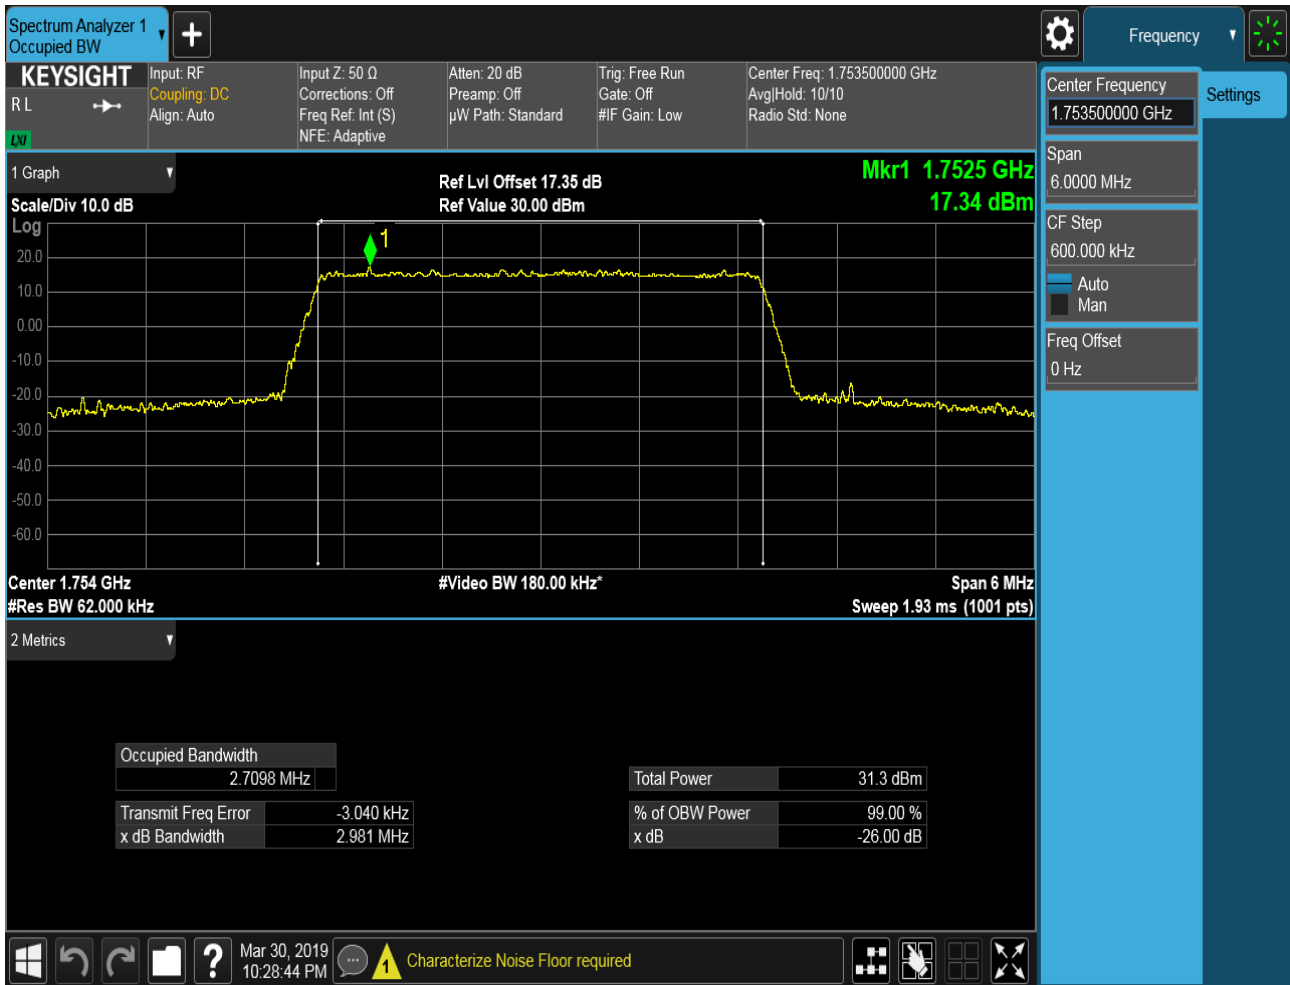 Spectrum Analyzer 1
Occupied BW
Frequency
KEYSIGHT
R L
LXI
Input: RF
Coupling: DC
Align: Auto
Input Z: 50 Ω
Corrections: Off
Freq Ref: Int (S)
NFE: Adaptive
Atten: 20 dB
Preamp: Off
µW Path: Standard
Trig: Free Run
Gate: Off
#IF Gain: Low
Center Freq: 1.753500000 GHz
Avg|Hold: 10/10
Radio Std: None
Center Frequency
1.753500000 GHz
Settings
Span
6.0000 MHz
CF Step
600.000 kHz
Auto
Man
Freq Offset
0 Hz
1 Graph
Scale/Div 10.0 dB
Ref Lvl Offset 17.35 dB
Ref Value 30.00 dBm
Mkr1 1.7525 GHz
17.34 dBm
Log
1
20.0
10.0
0.00
-10.0
-20.0
-30.0
-40.0
-50.0
-60.0
Center 1.754 GHz
#Video BW 180.00 kHz*
Span 6 MHz
#Res BW 62.000 kHz
Sweep 1.93 ms (1001 pts)
2 Metrics
Occupied Bandwidth
2.7098 MHz
Total Power 31.3 dBm
Transmit Freq Error -3.040 kHz
% of OBW Power 99.00 %
x dB Bandwidth 2.981 MHz
x dB -26.00 dB
?
Mar 30, 2019
10:28:44 PM
1
Characterize Noise Floor required